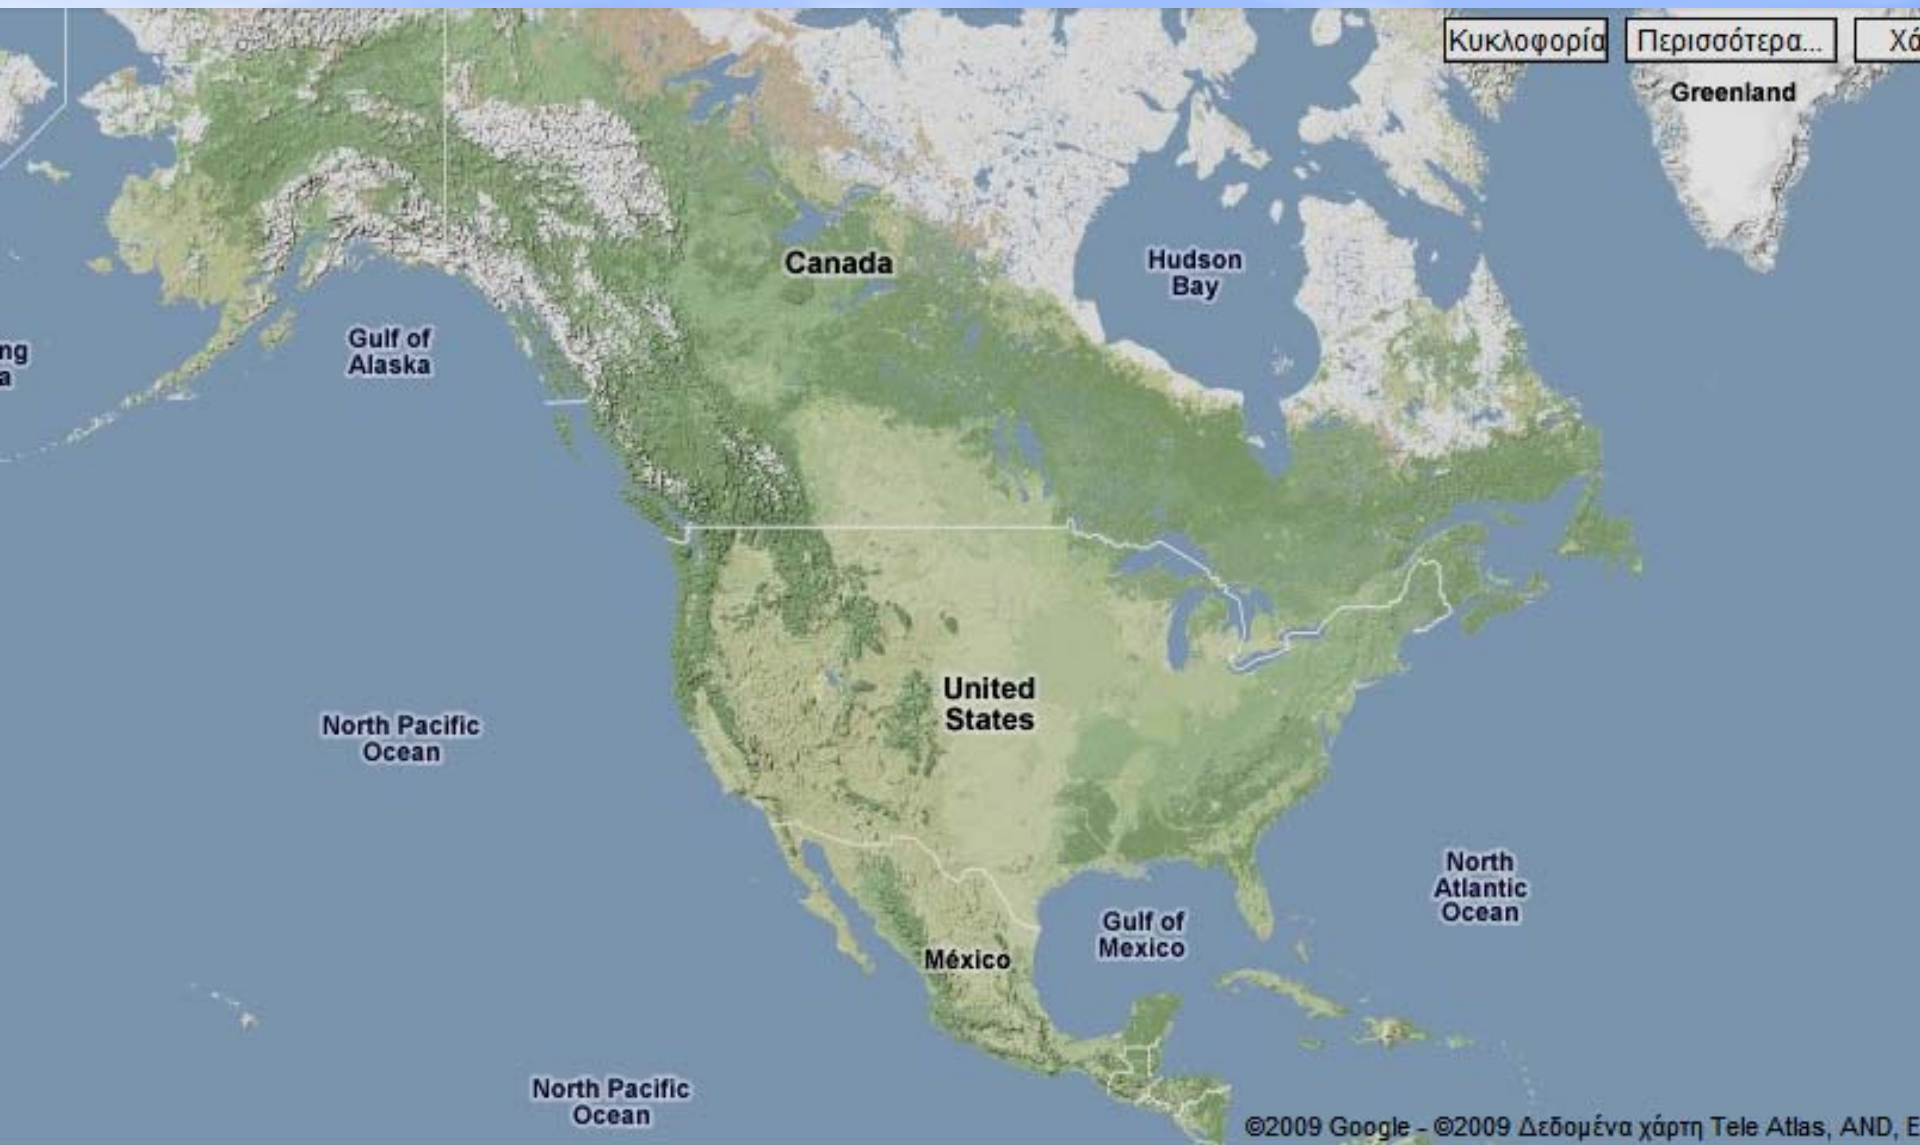 Κυκλοφορία
Περισσότερα...
Greenland
Canada
Hudson
Bay
Gulf of
Alaska
United
States
North Pacific
Ocean
North
Atlantic
Ocean
Gulf of
Mexico
México
North Pacific
Ocean
©2009 Google - ©2009 Δεδομένα χάρτη Tele Atlas, AND, E